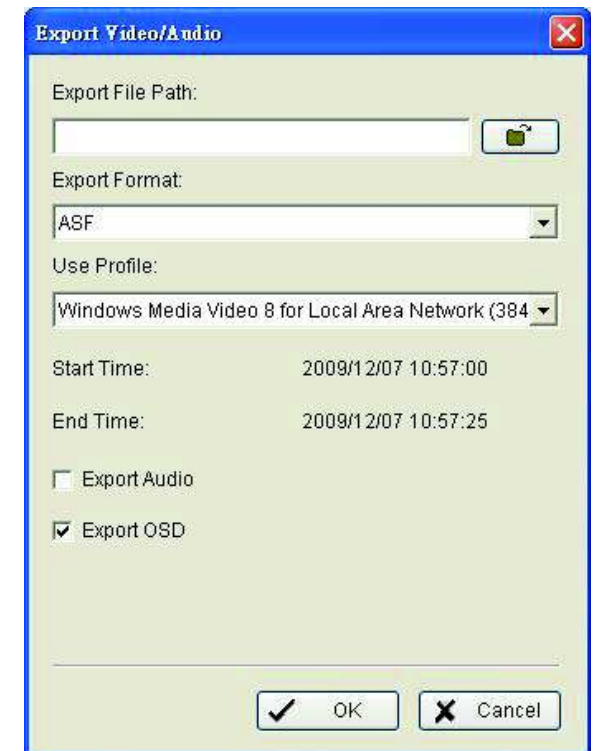 Export Video/Audio
Export File Path:
Export Format:
ASF
Use Profile:
Windows Media Video 8 for Local Area Network (384
Start Time: 2009/12/07 10:57:00
End Time: 2009/12/07 10:57:25
Export Audio
Export OSD
OK Cancel